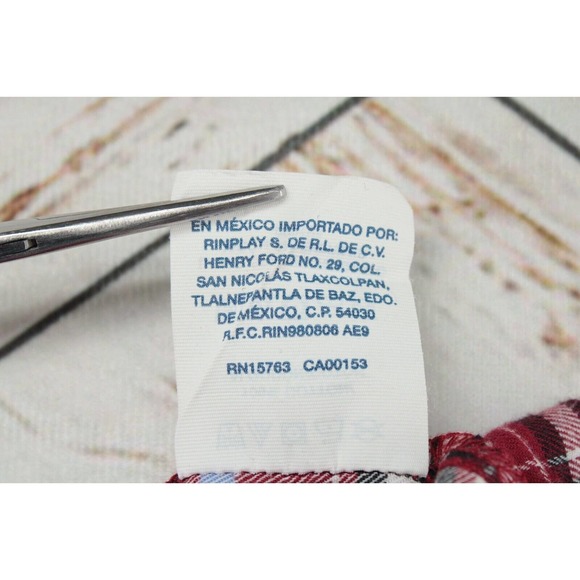 EN MÉXICO IMPORTADO POR:
RINPLAY S. DE R.L. DE C.V.
HENRY FORD NO. 29, COL.
SAN NICOLÁS TLAXCOLPAN,
TLALNEPANTLA DE BAZ, EDO.
DE MÉXICO, C.P. 54030
R.F.C.RIN980806 AE9
RN15763 CA00153